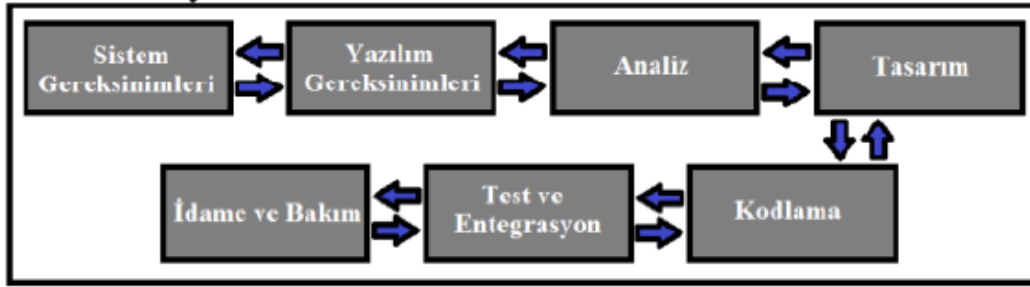 Sistem
Gereksinimleri
Yazılım
Gereksinimleri
Analiz
Tasarım
İdame ve Bakım
Test ve
Entegrasyon
Kodlama